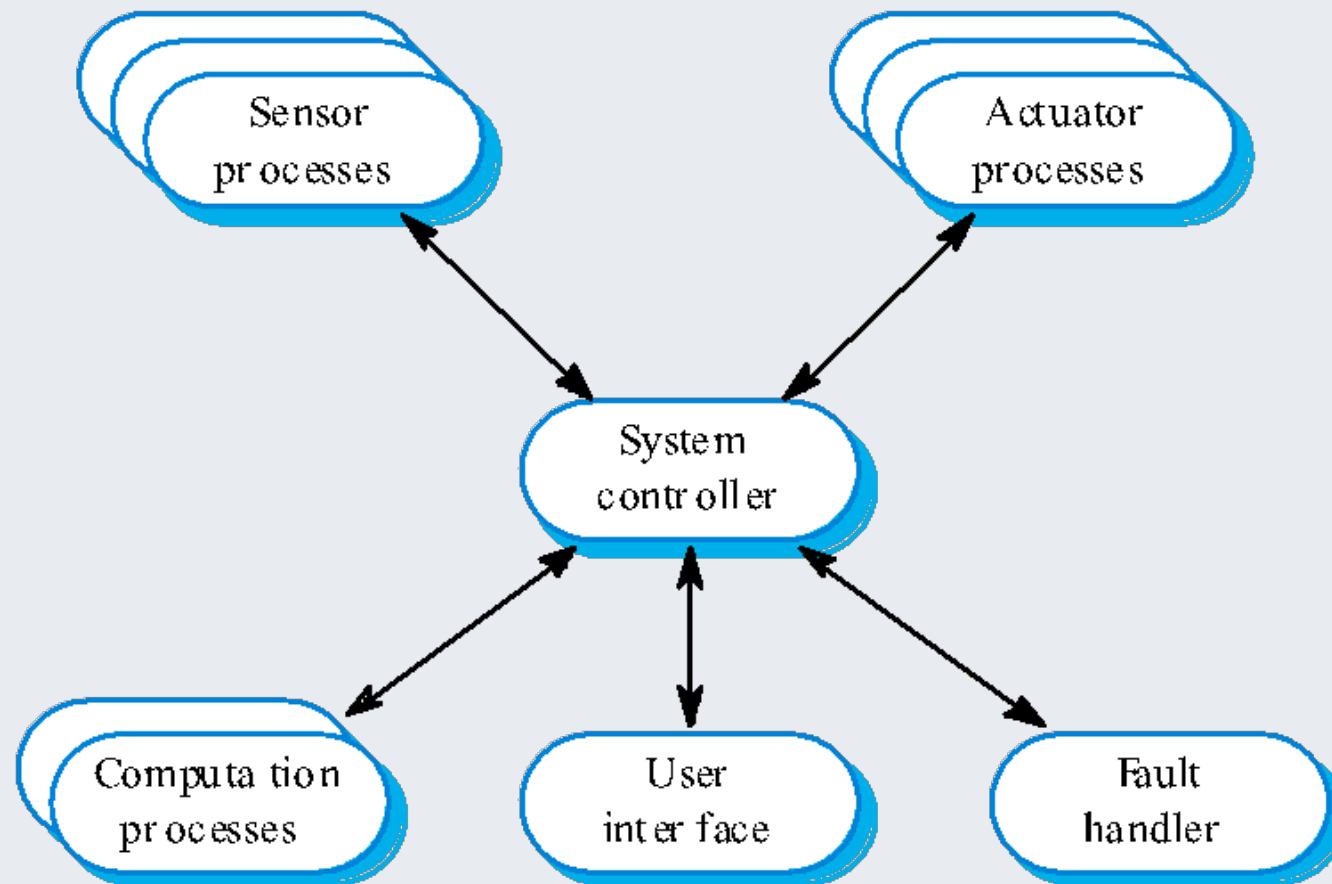 Sensor
processes
Actuator
processes
System
controller
Computation
processes
User
interface
Fault
handler